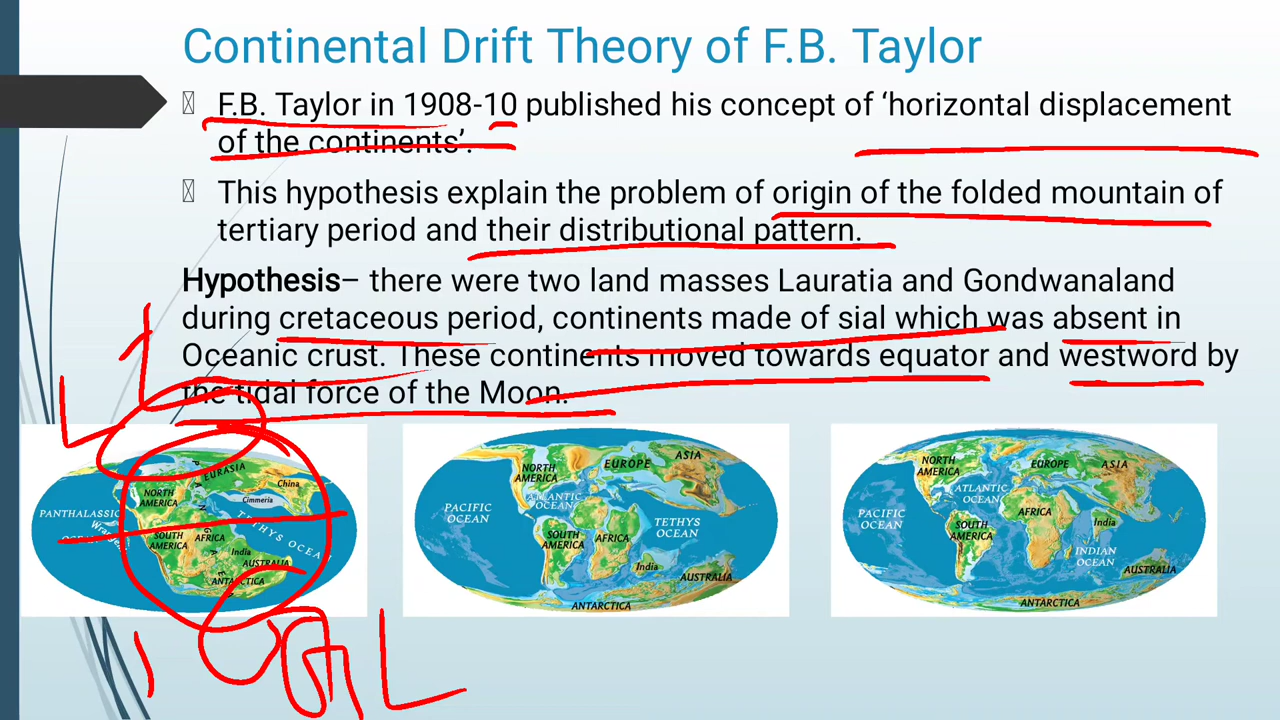 Continental Drift Theory of F.B. Taylor
F.B. Taylor in 1908-10 published his concept of ‘horizontal displacement
of the continents’.
This hypothesis explain the problem of origin of the folded mountain of
tertiary period and their distributional pattern.
Hypothesis– there were two land masses Lauratia and Gondwanaland
during cretaceous period, continents made of sial which was absent in
Oceanic crust. These continents moved towards equator and westword by
the tidal force of the Moon.
EURASIA
China
NORTH
AMERICA
Cimmeria
PANTHALASSIC
TETHYS OCEA
SOUTH
AMERICA
AFRICA
India
AUSTRALIA
ANTARCTICA
ASIA
EUROPE
NORTH
AMERICA
ATLANTIC
OCEAN
PACIFIC
OCEAN
TETHYS
OCEAN
SOUTH
AMERICA
AFRICA
India
AUSTRALIA
ANTARCTICA
NORTH
AMERICA
EUROPE
ASIA
ATLANTIC
OCEAN
PACIFIC
OCEAN
AFRICA
SOUTH
AMERICA
India
INDIAN
OCEAN
AUSTRALIA
ANTARCTICA